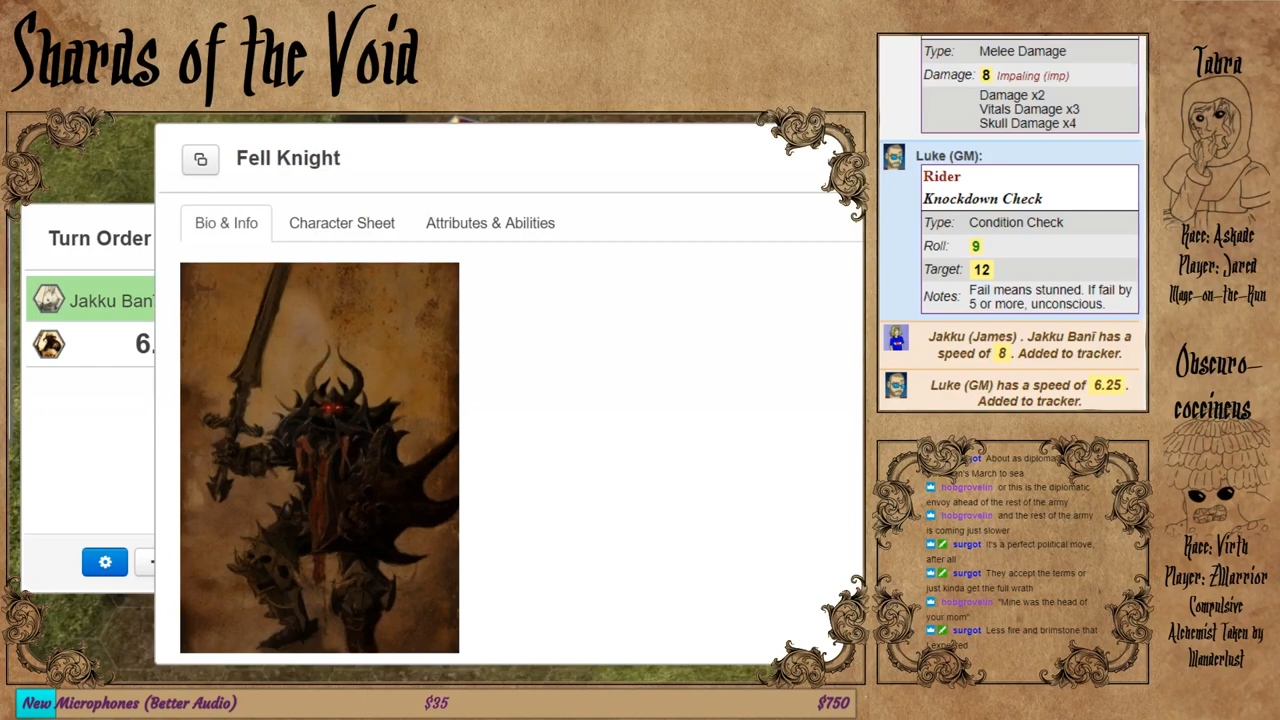 Shards of the Void
Fell Knight
Bio & Info
Character Sheet
Attributes & Abilities
Turn Order
Jakku Banī
6.
Type: Melee Damage
Damage: 8 Impaling (imp)
Damage x2
Vitals Damage x3
Skull Damage x4
Luke (GM):
Rider
Knockdown Check
Type: Condition Check
Roll: 9
Target: 12
Notes: Fail means stunned. If fail by
5 or more, unconscious.
Jakku (James) . Jakku Banī has a
speed of 8 . Added to tracker.
Luke (GM) has a speed of 6.25 .
Added to tracker.
About as
March to sea
hobgrovelin or this is the diplomatic
envoy ahead of the rest of the army
hobgrovelin and the rest of the army
is coming just slower
surgot It's a perfect political move,
after all
surgot They accept the terms or
just kinda get the full wrath
hobgrovelin "Mine was the head of
your mom"
surgot Less fire and brimstone that
Tabra
Race: Askade
Player: Jared
Mage-on-the-Run
Obscuro-
coccineus
Race: Virth
Player: ZMarrior
Compulsive
Alchemist Taken by
Wanderlust
New Microphones (Better Audio)
$35
$750